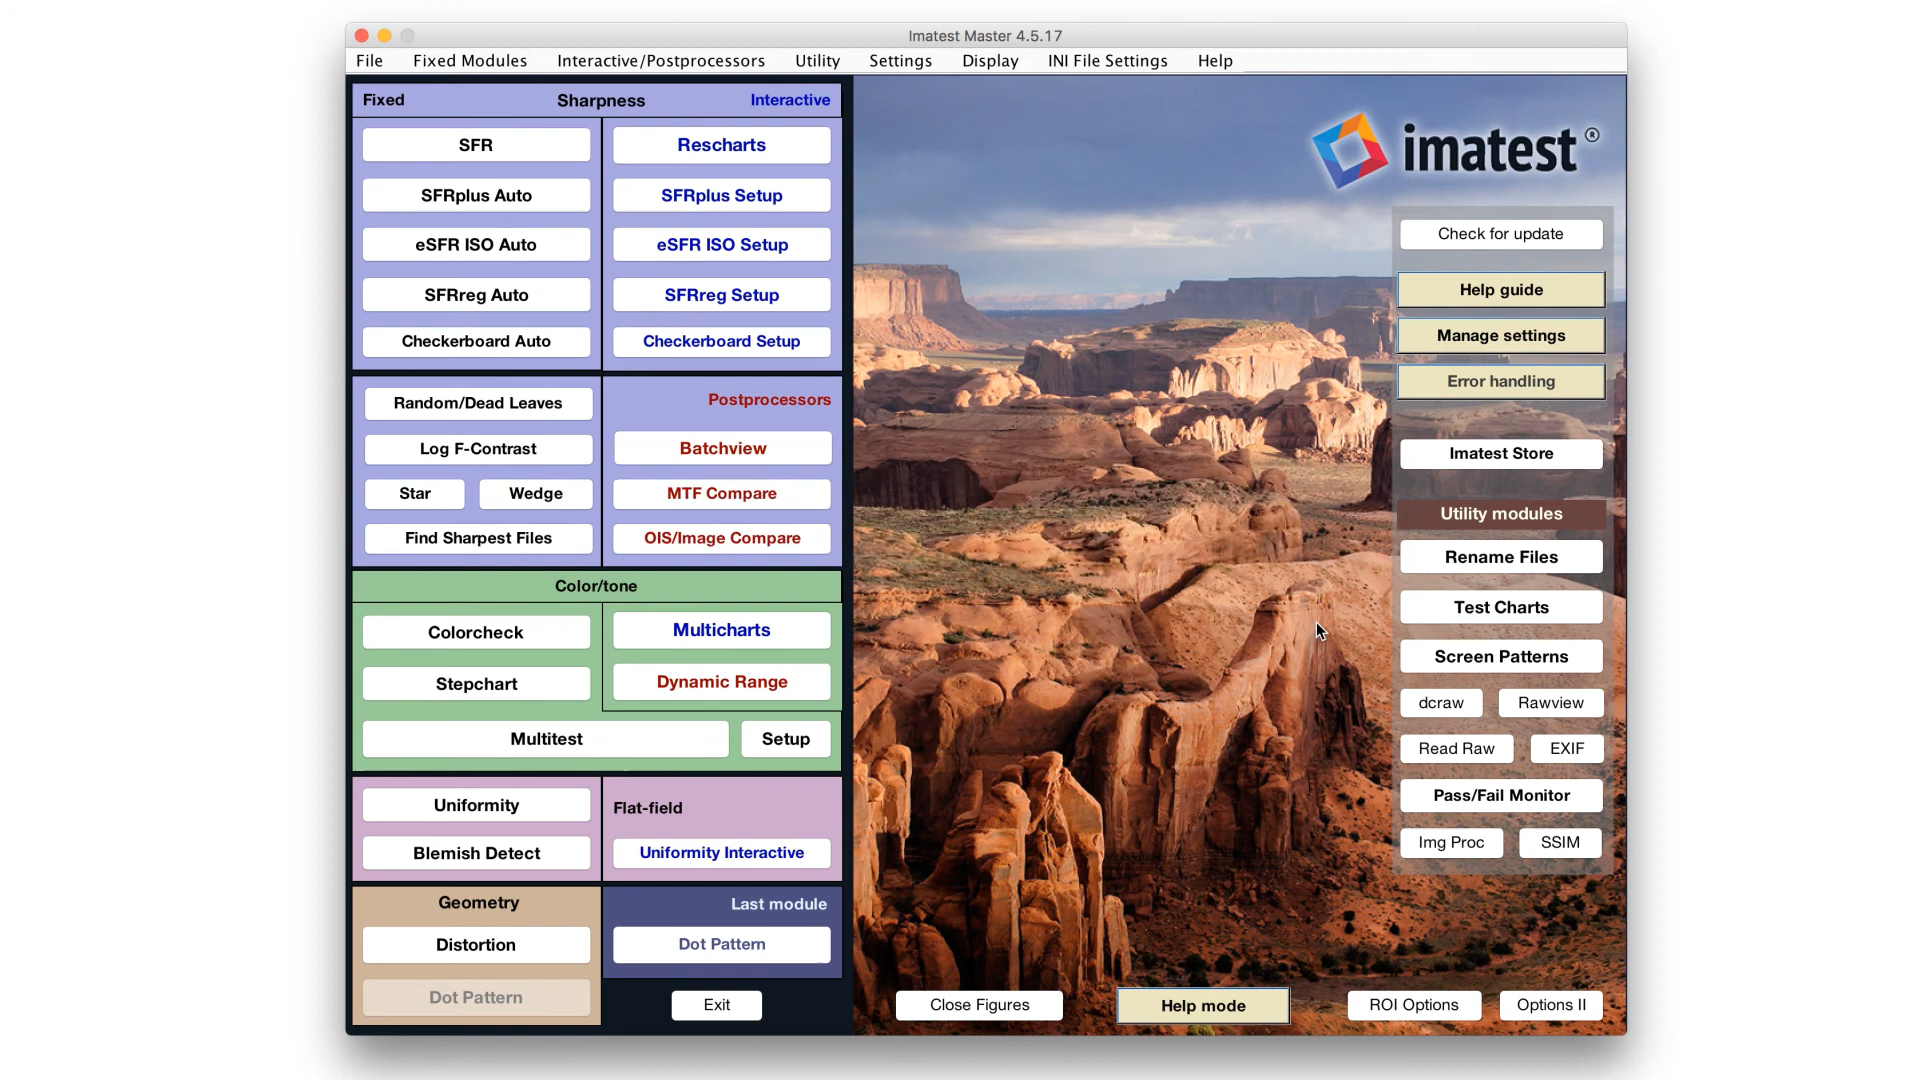 Imatest Master 4.5.17
File Fixed Modules Interactive/Postprocessors Utility Settings Display INI File Settings Help
Fixed Sharpness Interactive
SFR Rescharts
SFRplus Auto SFRplus Setup
eSFR ISO Auto eSFR ISO Setup
SFRreg Auto SFRreg Setup
Checkerboard Auto Checkerboard Setup
Random/Dead Leaves Postprocessors
Log F-Contrast Batchview
Star Wedge MTF Compare
Find Sharpest Files OIS/Image Compare
Color/tone
Colorcheck Multicharts
Stepchart Dynamic Range
Multitest Setup
Uniformity Flat-field
Blemish Detect Uniformity Interactive
Geometry Last module
Distortion Dot Pattern
Dot Pattern
Exit
imatest®
Check for update
Help guide
Manage settings
Error handling
Imatest Store
Utility modules
Rename Files
Test Charts
Screen Patterns
dcraw Rawview
Read Raw EXIF
Pass/Fail Monitor
Img Proc SSIM
Close Figures Help mode ROI Options Options II